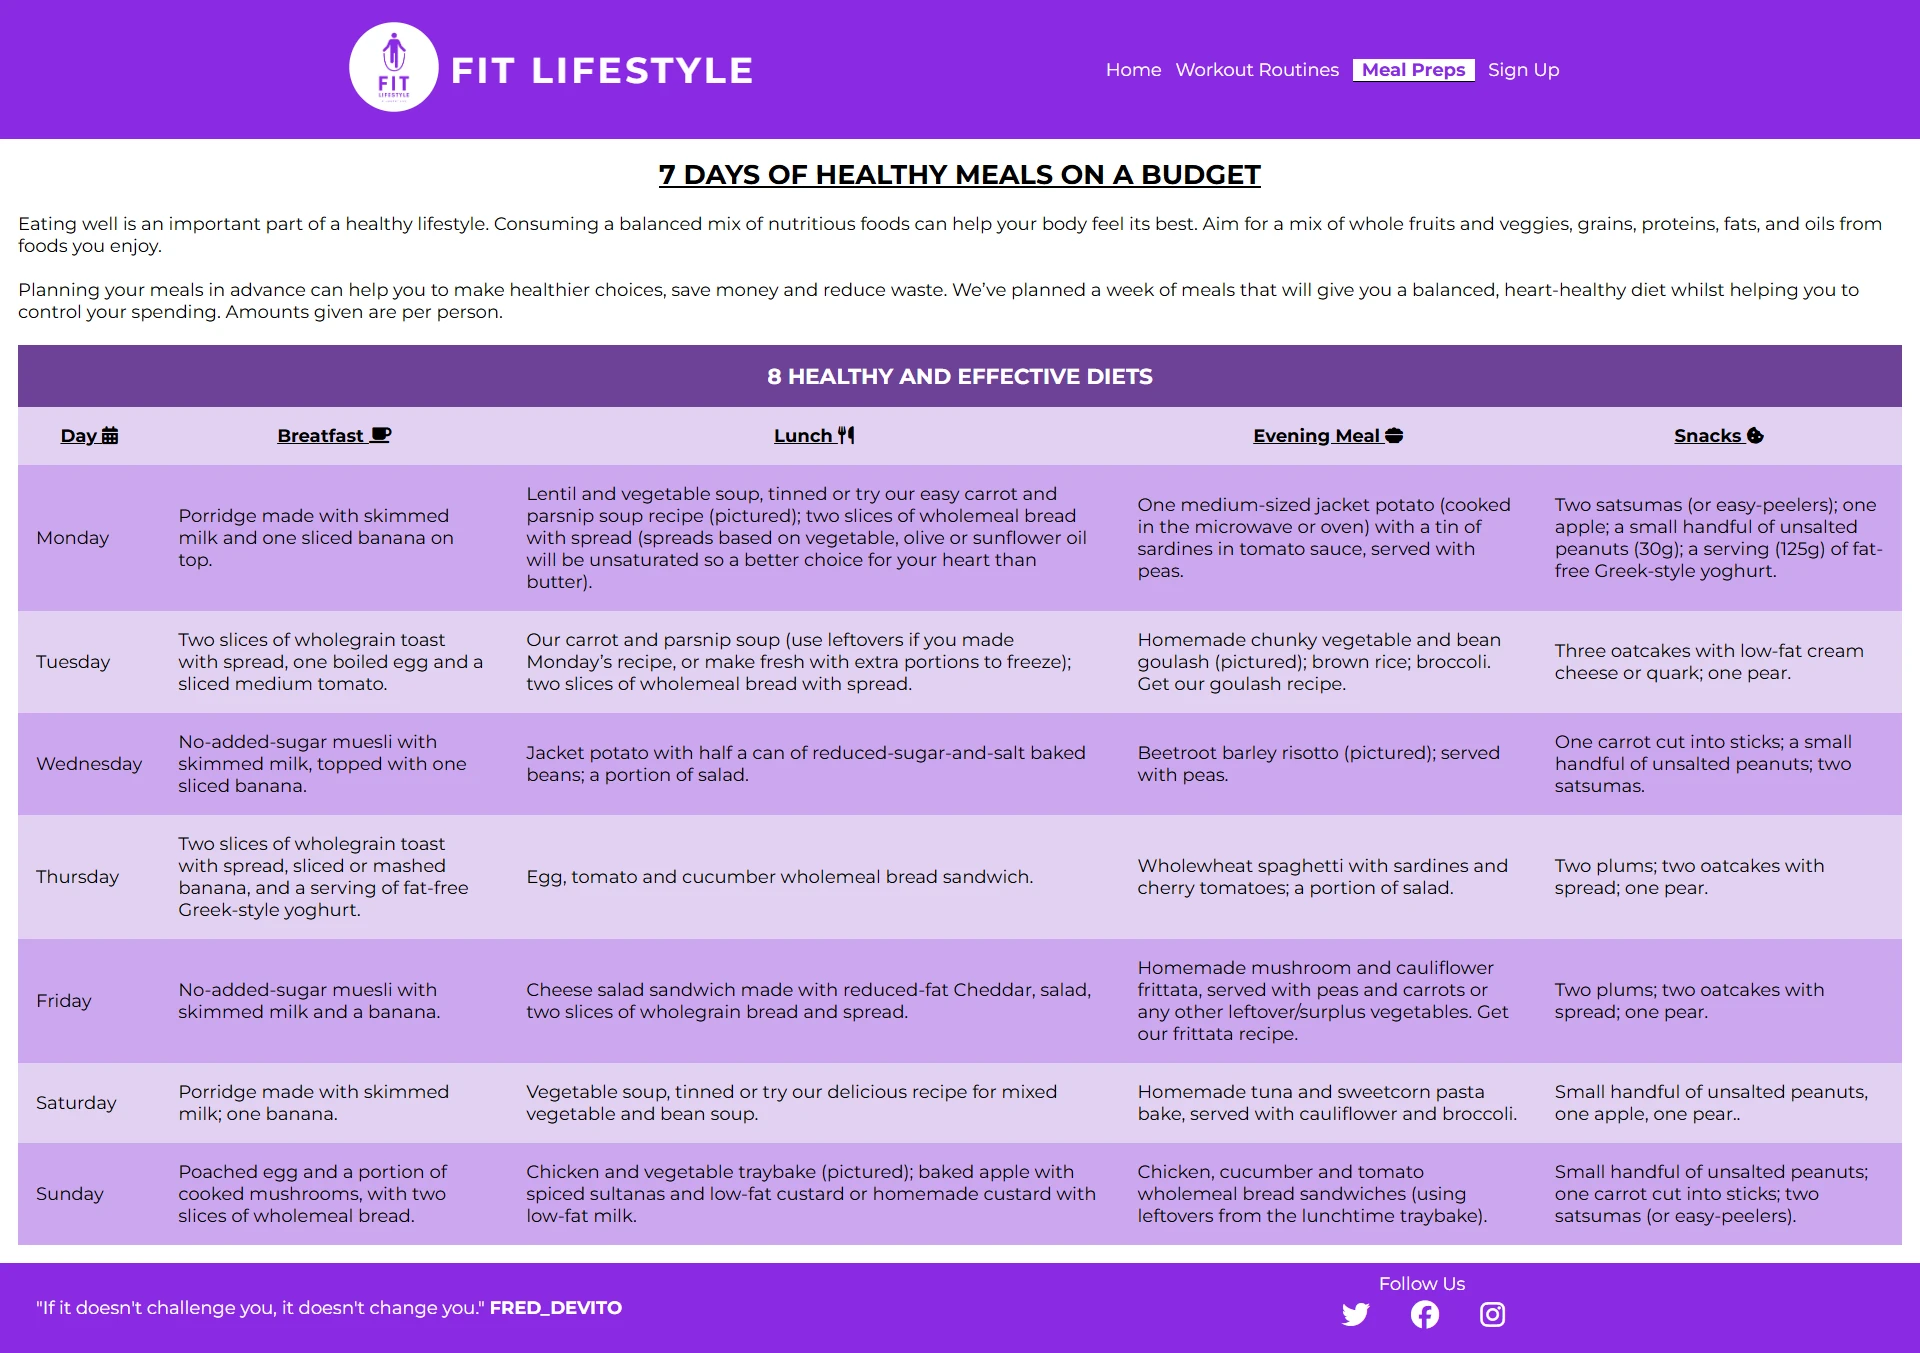 FIT
LIFESTYLE
FIT LIFESTYLE
Home Workout Routines Meal Preps Sign Up
7 DAYS OF HEALTHY MEALS ON A BUDGET
Eating well is an important part of a healthy lifestyle. Consuming a balanced mix of nutritious foods can help your body feel its best. Aim for a mix of whole fruits and veggies, grains, proteins, fats, and oils from
foods you enjoy.
Planning your meals in advance can help you to make healthier choices, save money and reduce waste. We’ve planned a week of meals that will give you a balanced, heart-healthy diet whilst helping you to
control your spending. Amounts given are per person.
8 HEALTHY AND EFFECTIVE DIETS
Day Breatfast Lunch Evening Meal Snacks
Monday
Porridge made with skimmed
milk and one sliced banana on
top.
Lentil and vegetable soup, tinned or try our easy carrot and
parsnip soup recipe (pictured); two slices of wholemeal bread
with spread (spreads based on vegetable, olive or sunflower oil
will be unsaturated so a better choice for your heart than
butter).
One medium-sized jacket potato (cooked
in the microwave or oven) with a tin of
sardines in tomato sauce, served with
peas.
Two satsumas (or easy-peelers); one
apple; a small handful of unsalted
peanuts (30g); a serving (125g) of fat-
free Greek-style yoghurt.
Tuesday
Two slices of wholegrain toast
with spread, one boiled egg and a
sliced medium tomato.
Our carrot and parsnip soup (use leftovers if you made
Monday’s recipe, or make fresh with extra portions to freeze);
two slices of wholemeal bread with spread.
Homemade chunky vegetable and bean
goulash (pictured); brown rice; broccoli.
Get our goulash recipe.
Three oatcakes with low-fat cream
cheese or quark; one pear.
Wednesday
No-added-sugar muesli with
skimmed milk, topped with one
sliced banana.
Jacket potato with half a can of reduced-sugar-and-salt baked
beans; a portion of salad.
Beetroot barley risotto (pictured); served
with peas.
One carrot cut into sticks; a small
handful of unsalted peanuts; two
satsumas.
Thursday
Two slices of wholegrain toast
with spread, sliced or mashed
banana, and a serving of fat-free
Greek-style yoghurt.
Egg, tomato and cucumber wholemeal bread sandwich.
Wholewheat spaghetti with sardines and
cherry tomatoes; a portion of salad.
Two plums; two oatcakes with
spread; one pear.
Friday
No-added-sugar muesli with
skimmed milk and a banana.
Cheese salad sandwich made with reduced-fat Cheddar, salad,
two slices of wholegrain bread and spread.
Homemade mushroom and cauliflower
frittata, served with peas and carrots or
any other leftover/surplus vegetables. Get
our frittata recipe.
Two plums; two oatcakes with
spread; one pear.
Saturday
Porridge made with skimmed
milk; one banana.
Vegetable soup, tinned or try our delicious recipe for mixed
vegetable and bean soup.
Homemade tuna and sweetcorn pasta
bake, served with cauliflower and broccoli.
Small handful of unsalted peanuts,
one apple, one pear..
Sunday
Poached egg and a portion of
cooked mushrooms, with two
slices of wholemeal bread.
Chicken and vegetable traybake (pictured); baked apple with
spiced sultanas and low-fat custard or homemade custard with
low-fat milk.
Chicken, cucumber and tomato
wholemeal bread sandwiches (using
leftovers from the lunchtime traybake).
Small handful of unsalted peanuts;
one carrot cut into sticks; two
satsumas (or easy-peelers).
"If it doesn't challenge you, it doesn't change you." FRED_DEVITO
Follow Us